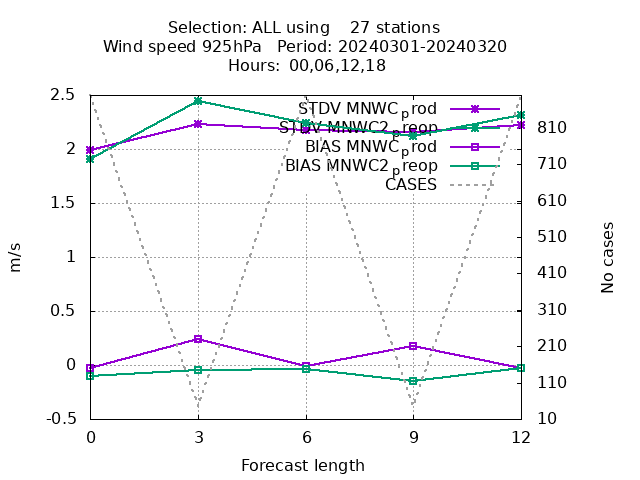 Selection: ALL using 27 stations
Wind speed 925hPa Period: 20240301-20240320
Hours: 00,06,12,18
STDV MNWC_prod
STDV MNWC2_preop
BIAS MNWC_prod
BIAS MNWC2_preop
CASES
2.5
2
1.5
1
0.5
0
-0.5
m/s
810
710
610
510
410
310
210
110
10
No cases
0 3 6 9 12
Forecast length